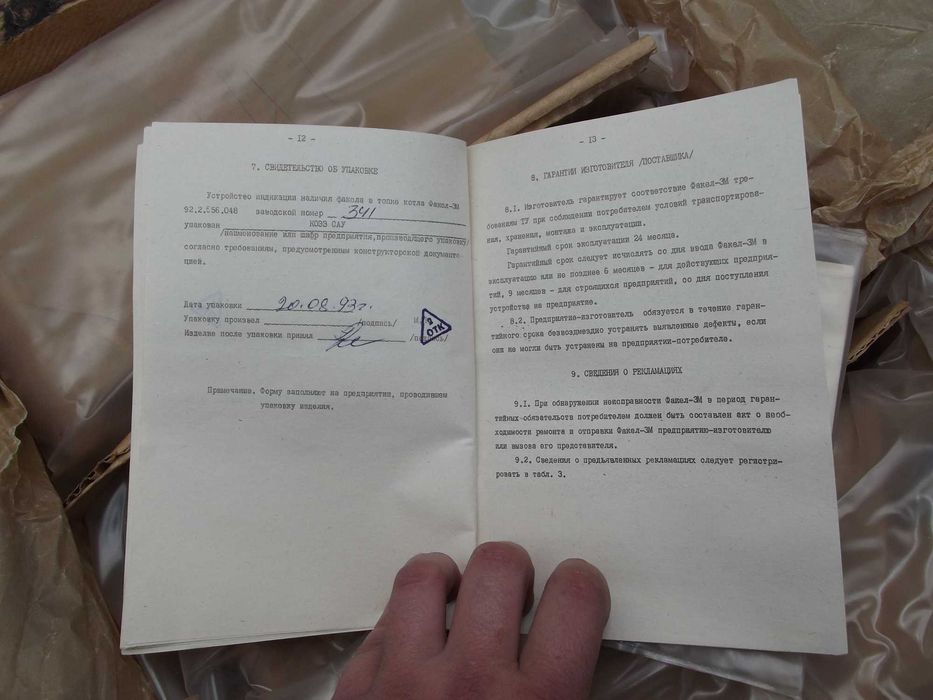 - 12 -
7. СВИДЕТЕЛЬСТВО ОБ УПАКОВКЕ
Устройство индикации наличия факела в топке котла Факел-3М
92.2.556.048 заводской номер 341
упакован КОЭЗ САУ
/наименование или шифр предприятия,производящего упаковку/
согласно требованиям, предусмотренным конструкторской документа-
цией.
Дата упаковки 20.08.93г.
Упаковку произвел /подпись/
Изделие после упаковки принял /подпись/
ОТК
Примечание. Форму заполняют на предприятии, проводившем
упаковку изделия.
- 13 -
8. ГАРАНТИИ ИЗГОТОВИТЕЛЯ /ПОСТАВЩИКА/
8.1. Изготовитель гарантирует соответствие Факел-3М тре-
бованиям ТУ при соблюдении потребителем условий транспортирова-
ния, хранения, монтажа и эксплуатации.
Гарантийный срок эксплуатации 24 месяца.
Гарантийный срок следует исчислять со дня ввода Факел-3М в
эксплуатацию или не позднее 6 месяцев - для действующих предприя-
тий, 9 месяцев - для строящихся предприятий, со дня поступления
устройства на предприятие.
8.2. Предприятие-изготовитель обязуется в течение гаран-
тийного срока безвозмездно устранять выявленные дефекты, если
они не могли быть устранены на предприятии-потребителе.
9. СВЕДЕНИЯ О РЕКЛАМАЦИЯХ
9.1. При обнаружении неисправности Факел-3М в период гаран-
тийных обязательств потребителем должен быть составлен акт о необ-
ходимости ремонта и отправки Факел-3М предприятию-изготовителю
или вызова его представителя.
9.2. Сведения о предъявленных рекламациях следует регистри-
ровать в табл. 3.